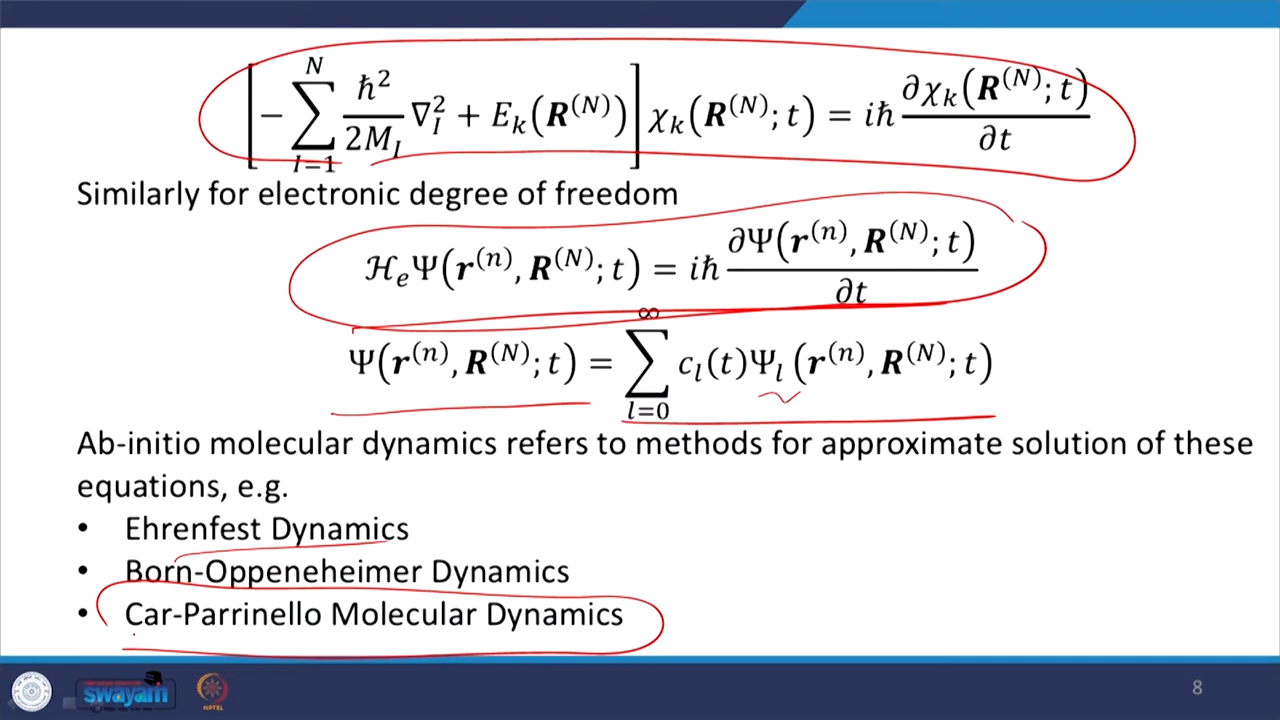 [−∑_{I=1}^{N} ħ²/2M_I ∇_I² + E_k(R^(N))] χ_k(R^(N); t) = iħ ∂χ_k(R^(N); t)/∂t
Similarly for electronic degree of freedom
ℋ_eΨ(r^(n), R^(N); t) = iħ ∂Ψ(r^(n), R^(N); t)/∂t
Ψ(r^(n), R^(N); t) = ∑_{l=0}^{∞} c_l(t)Ψ_l(r^(n), R^(N); t)
Ab-initio molecular dynamics refers to methods for approximate solution of these
equations, e.g.
• Ehrenfest Dynamics
• Born-Oppeneheimer Dynamics
• Car-Parrinello Molecular Dynamics
swayam
NPTEL
8